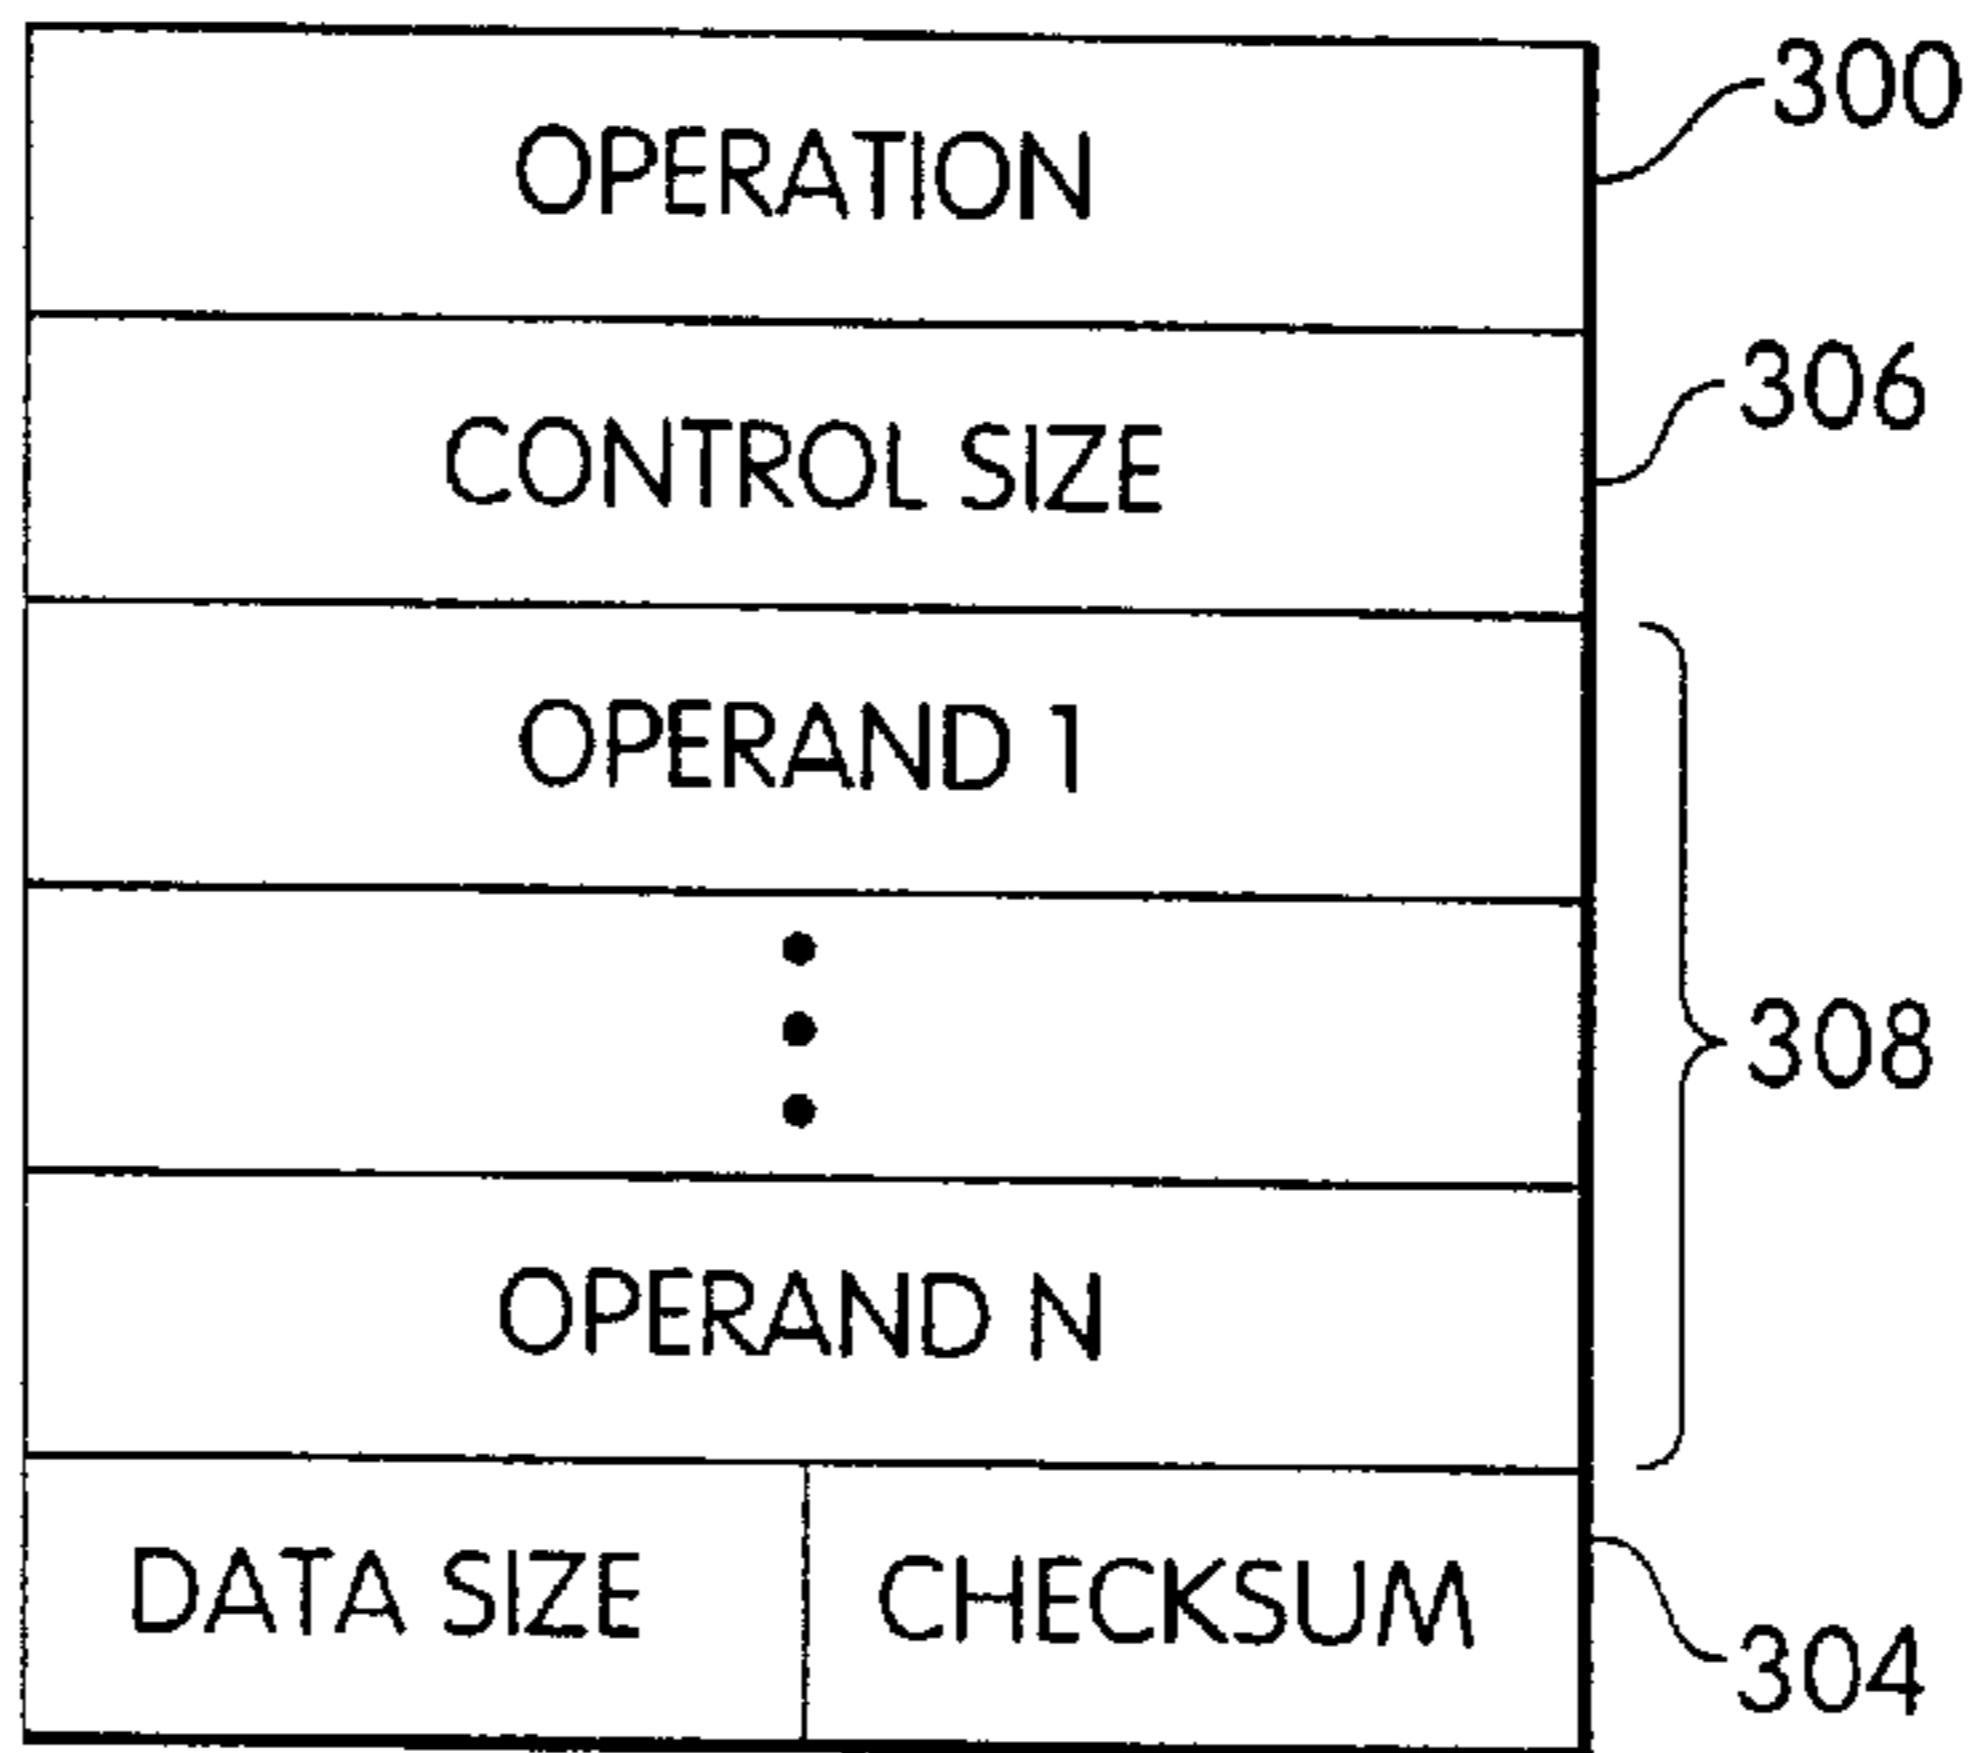 OPERATION
300
CONTROL SIZE
306
OPERAND 1
308
OPERAND N
DATA SIZE
CHECKSUM
304